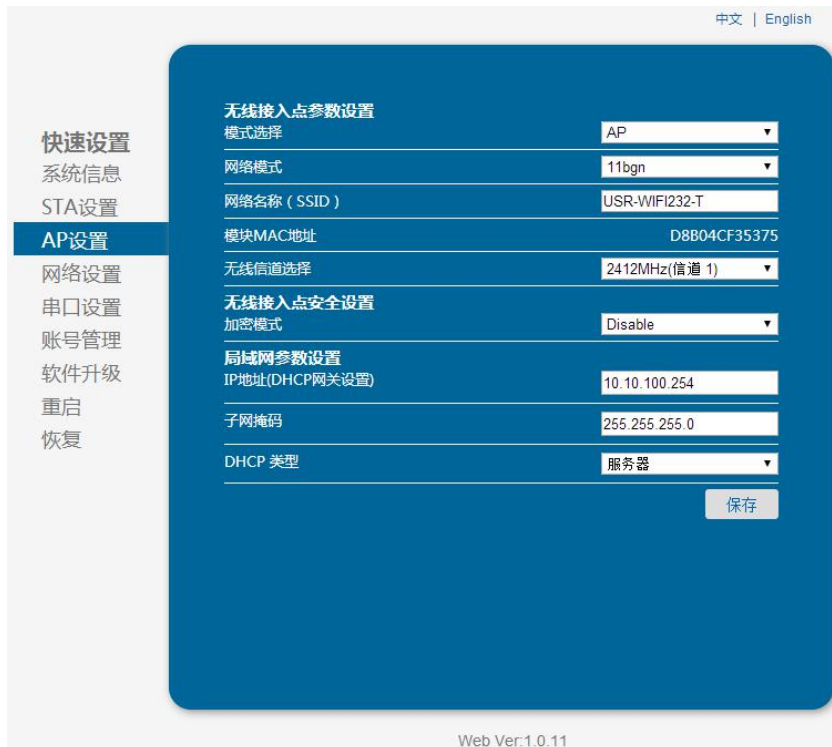 中文 | English
快速设置
系统信息
STA设置
AP设置
网络设置
串口设置
账号管理
软件升级
重启
恢复
无线接入点参数设置
模式选择 AP
网络模式 11bgn
网络名称（SSID） USR-WIFI232-T
模块MAC地址 D8B04CF35375
无线信道选择 2412MHz(信道 1)
无线接入点安全设置
加密模式 Disable
局域网参数设置
IP地址(DHCP网关设置) 10.10.100.254
子网掩码 255.255.255.0
DHCP 类型 服务器
保存
Web Ver:1.0.11